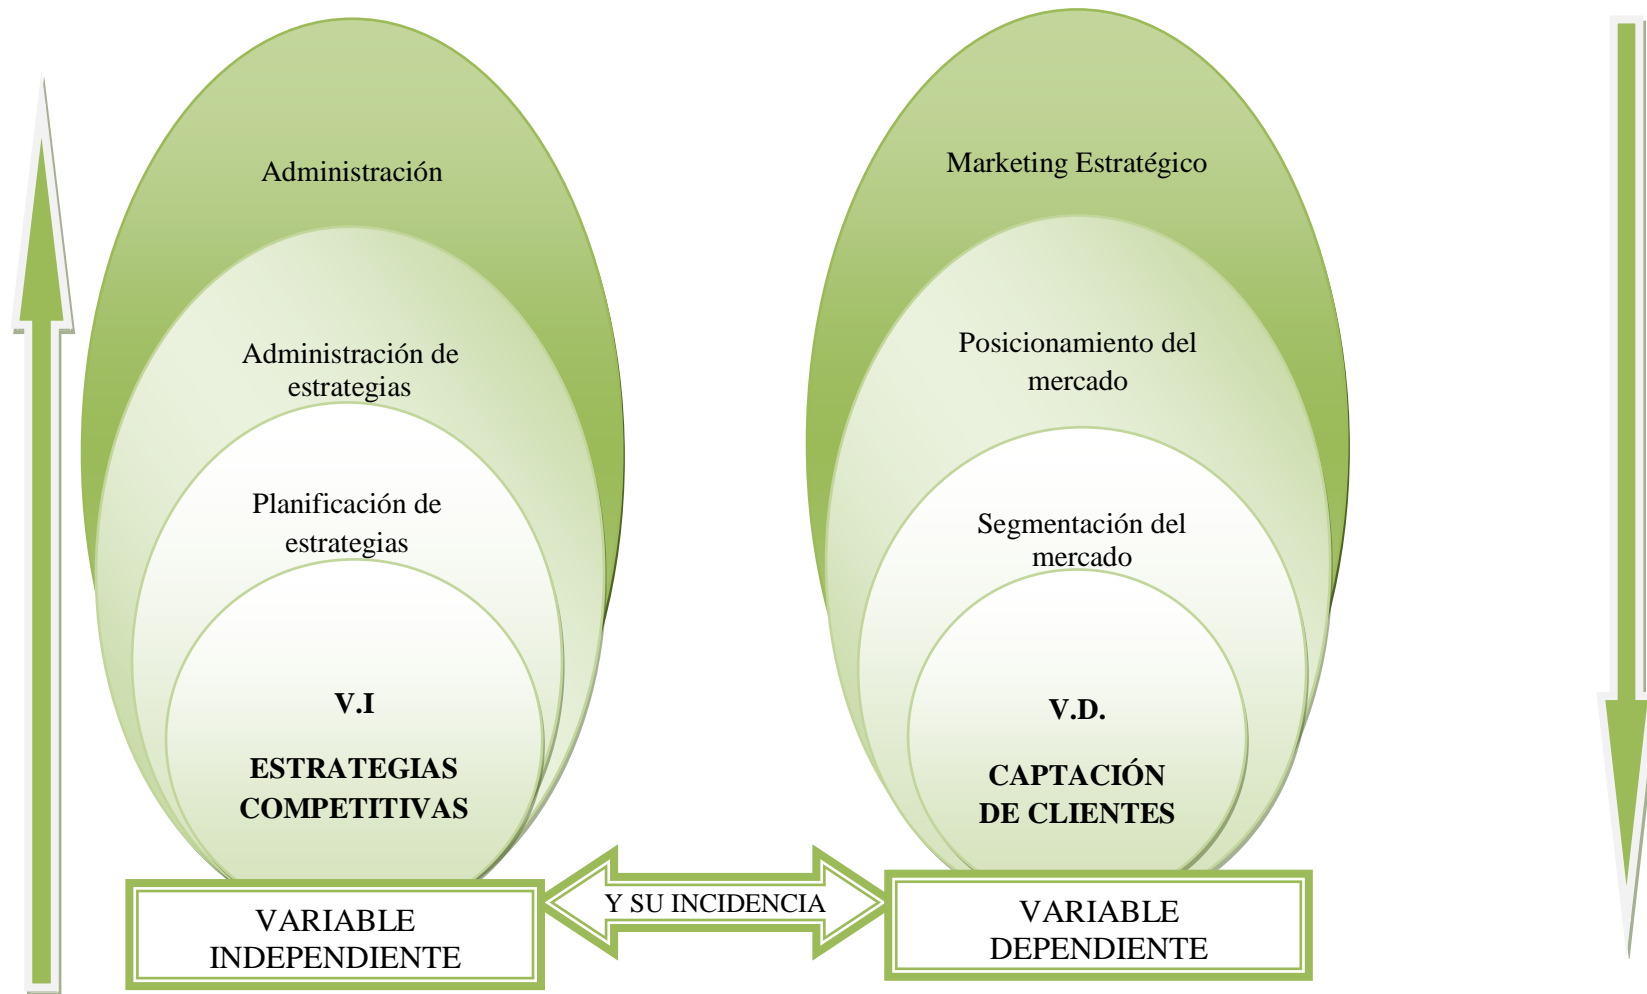 Administración
Administración de
estrategias
Planificación de
estrategias
V.I
ESTRATEGIAS
COMPETITIVAS
VARIABLE
INDEPENDIENTE
Y SU INCIDENCIA
Marketing Estratégico
Posicionamiento del
mercado
Segmentación del
mercado
V.D.
CAPTACIÓN
DE CLIENTES
VARIABLE
DEPENDIENTE